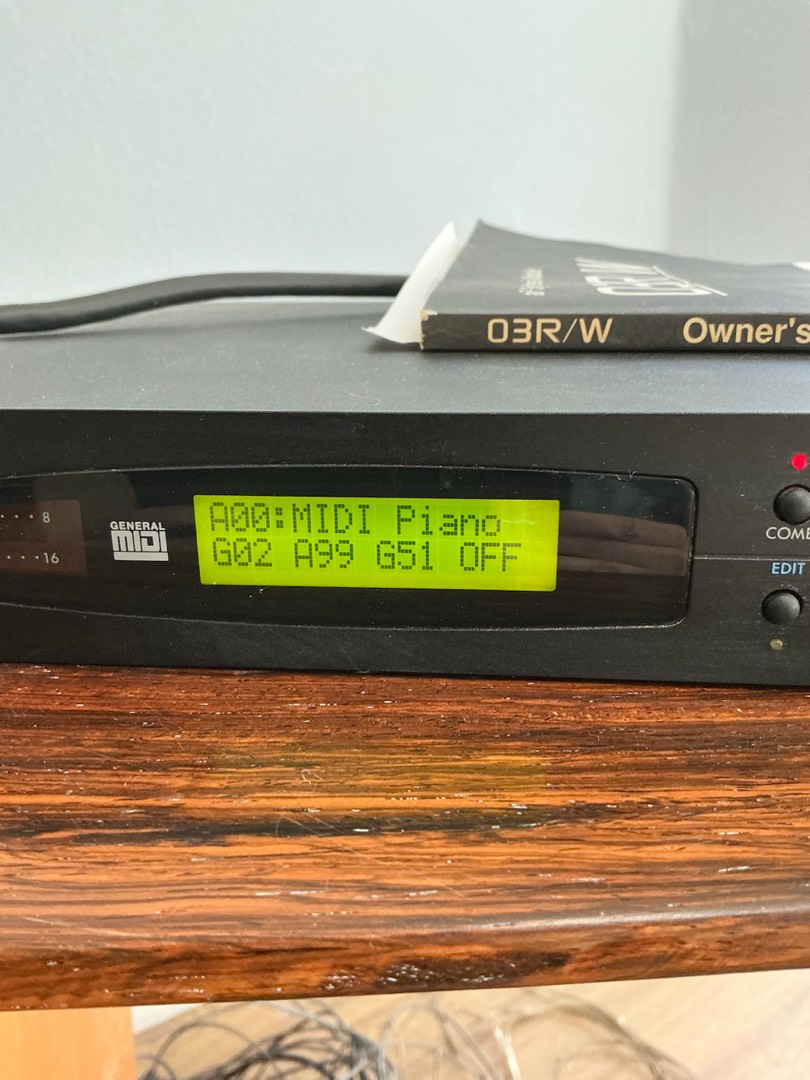 03R/W Owner's
8
GENERAL
MIDI
16
A00:MIDI Piano
G02 A99 G51 OFF
EDIT